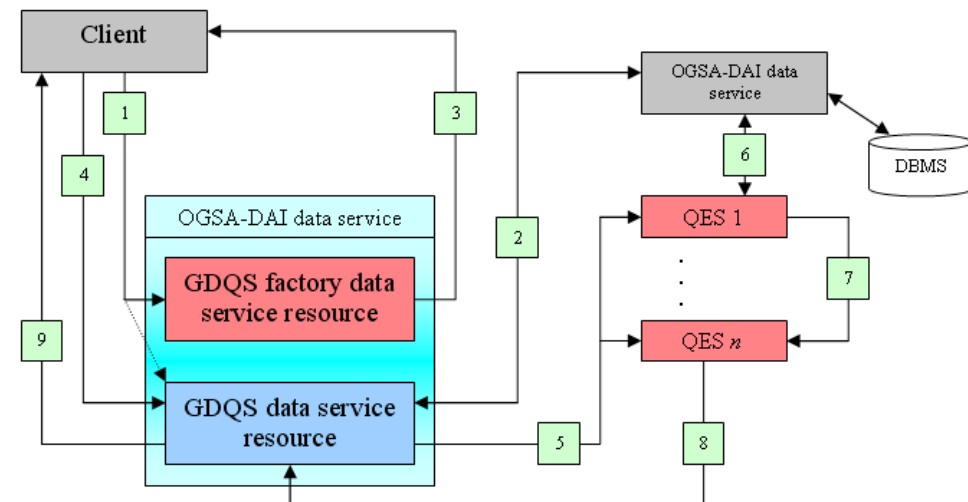 Client
1
3
4
OGSA-DAI data
service
6
DBMS
OGSA-DAI data service
2
QES 1
GDQS factory data
service resource
7
QES n
9
GDQS data service
resource
5
8